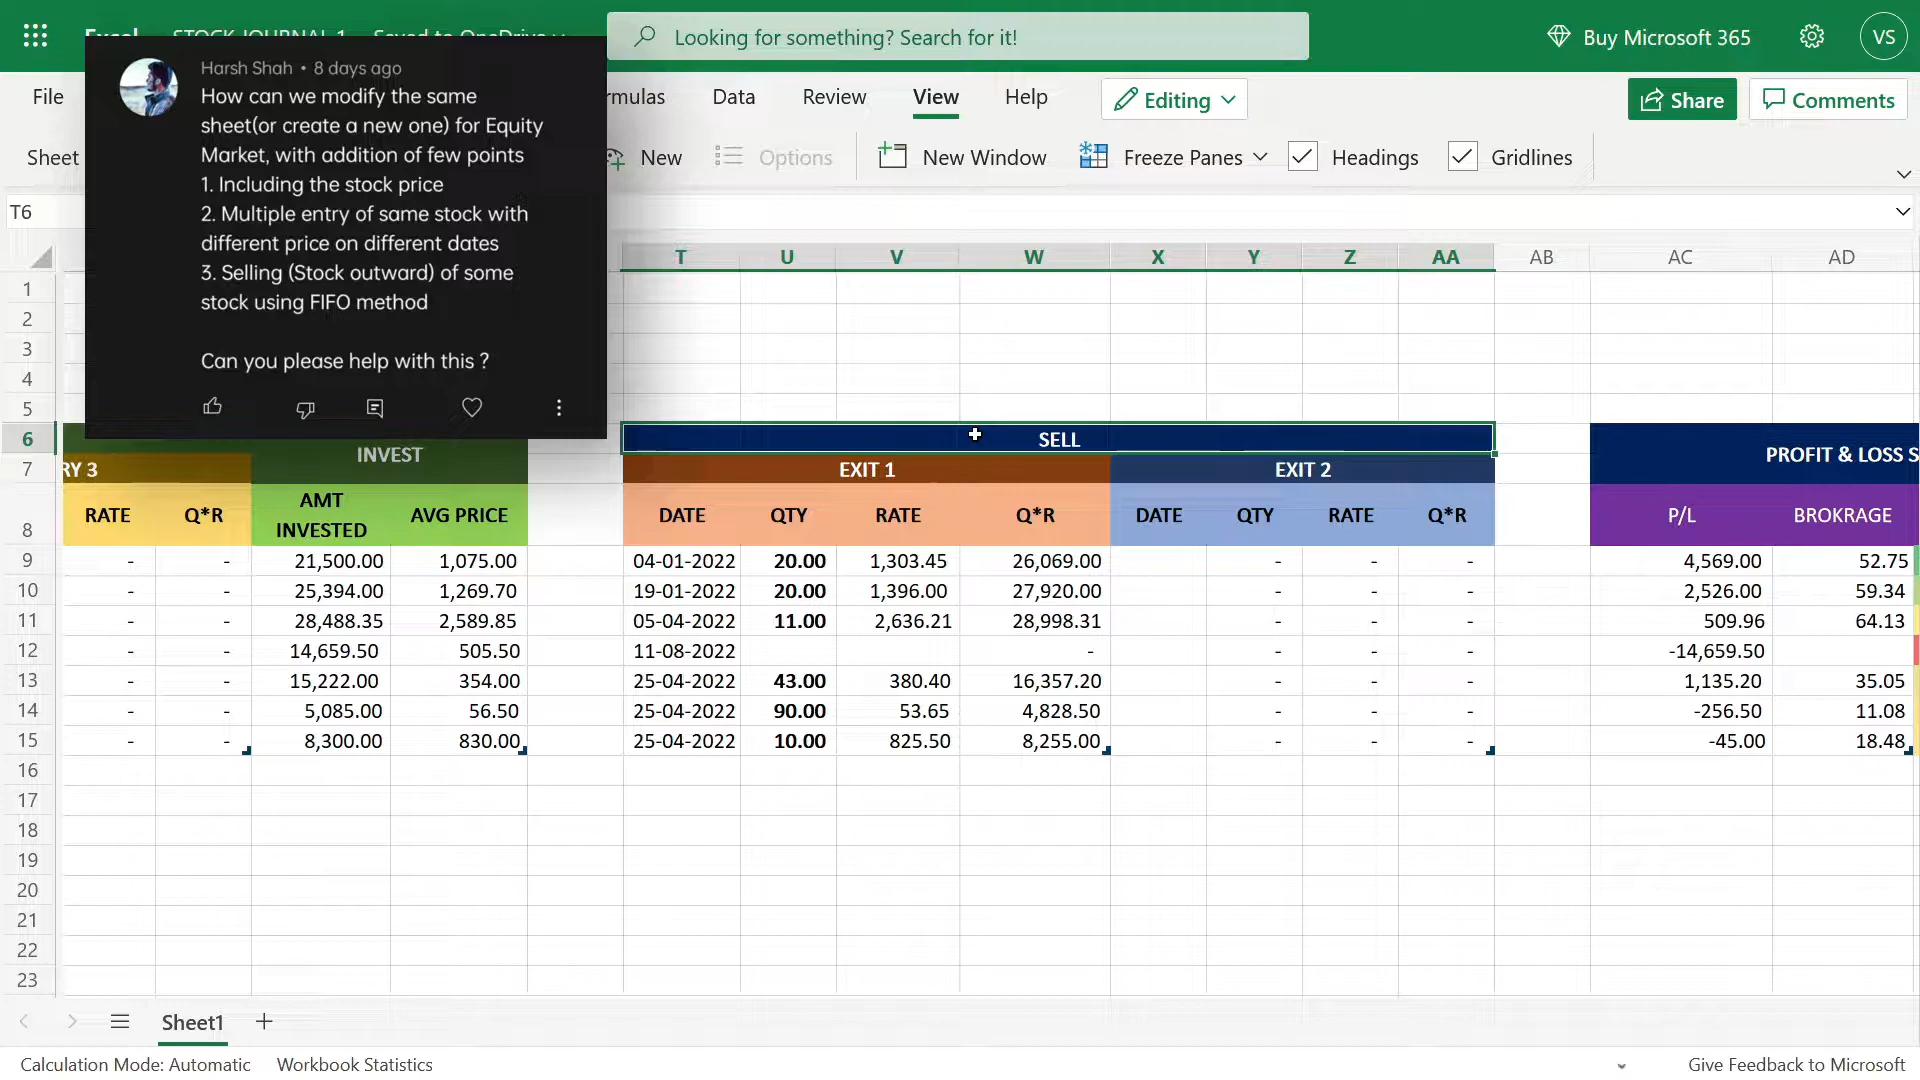 Looking for something? Search for it!
Buy Microsoft 365
VS
Harsh Shah • 8 days ago
How can we modify the same
sheet(or create a new one) for Equity
Market, with addition of few points
1. Including the stock price
2. Multiple entry of same stock with
different price on different dates
3. Selling (Stock outward) of some
stock using FIFO method
Can you please help with this ?
File
Data Review View Help Editing
Share Comments
Sheet New Options New Window Freeze Panes Headings Gridlines
T6
T U V W X Y Z AA AB AC AD
1
2
3
4
5
6 INVEST SELL PROFIT & LOSS S
7 RY 3 EXIT 1 EXIT 2
8 RATE Q*R AMT INVESTED AVG PRICE DATE QTY RATE Q*R DATE QTY RATE Q*R P/L BROKRAGE
9 - - 21,500.00 1,075.00 04-01-2022 20.00 1,303.45 26,069.00 - - - 4,569.00 52.75
10 - - 25,394.00 1,269.70 19-01-2022 20.00 1,396.00 27,920.00 - - - 2,526.00 59.34
11 - - 28,488.35 2,589.85 05-04-2022 11.00 2,636.21 28,998.31 - - - 509.96 64.13
12 - - 14,659.50 505.50 11-08-2022 - - - - -14,659.50
13 - - 15,222.00 354.00 25-04-2022 43.00 380.40 16,357.20 - - - 1,135.20 35.05
14 - - 5,085.00 56.50 25-04-2022 90.00 53.65 4,828.50 - - - -256.50 11.08
15 - - 8,300.00 830.00 25-04-2022 10.00 825.50 8,255.00 - - - -45.00 18.48
16
17
18
19
20
21
22
23
Sheet1
Calculation Mode: Automatic Workbook Statistics Give Feedback to Microsoft